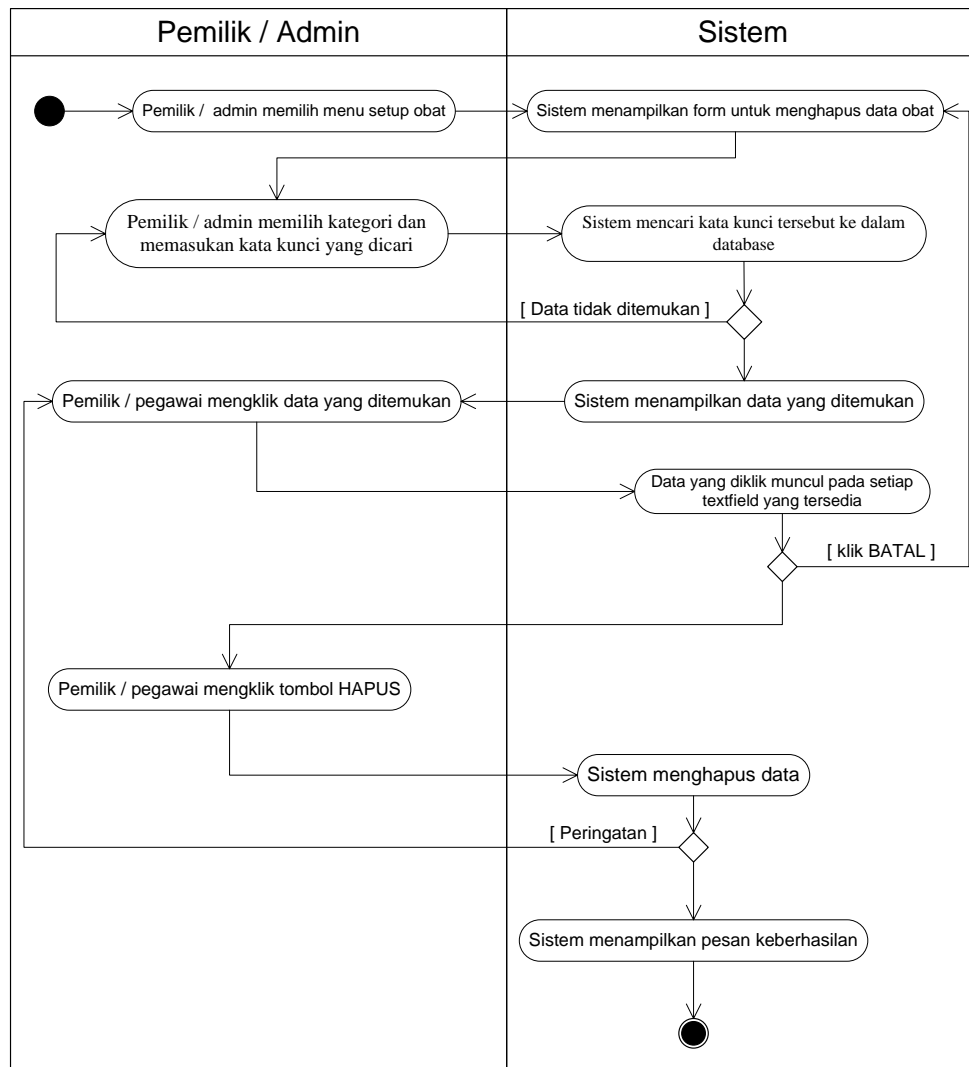 Pemilik / Admin
Sistem
Pemilik / admin memilih menu setup obat
Sistem menampilkan form untuk menghapus data obat
Pemilik / admin memilih kategori dan
memasukan kata kunci yang dicari
Sistem mencari kata kunci tersebut ke dalam
database
[ Data tidak ditemukan ]
Pemilik / pegawai mengklik data yang ditemukan
Sistem menampilkan data yang ditemukan
Data yang diklik muncul pada setiap
textfield yang tersedia
[ klik BATAL ]
Pemilik / pegawai mengklik tombol HAPUS
Sistem menghapus data
[ Peringatan ]
Sistem menampilkan pesan keberhasilan